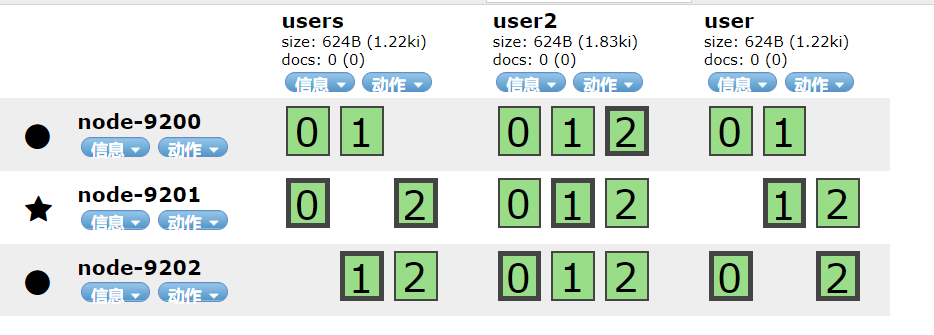 users user2 user
size: 624B (1.22ki) size: 624B (1.83ki) size: 624B (1.22ki)
docs: 0 (0) docs: 0 (0) docs: 0 (0)
信息 动作 信息 动作 信息 动作
node-9200 0 1 0 1 2 0 1
信息 动作
node-9201 0 2 0 1 2 1 2
信息 动作
node-9202 1 2 0 1 2 0 2
信息 动作